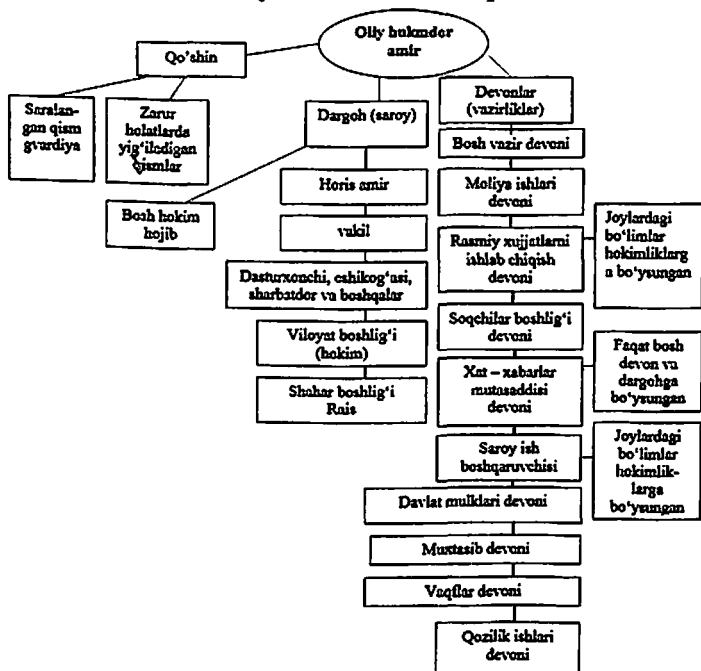 Oliy hukmdor
amir
Qo'shin
Saralan-
gan qism
gvardiya
Zarur
holatlarda
yig'iladigan
qismlar
Dargoh (saroy)
Bosh hokim
hojib
Horis amir
vakil
Dasturxonchi, eshikog'asi,
sharbatdor va boshqalar
Viloyat boshlig'i
(hokim)
Shahar boshlig'i
Rais
Devonlar
(vazirliklar)
Bosh vazir devoni
Moliya ishlari
devoni
Rasmiy xujjatlarni
ishlab chiqish
devoni
Joylardagi
bo'limlar
hokimliklarg
a bo'ysungan
Soqchilar boshlig'i
devoni
Xat – xabarlar
mutasaddisi
devoni
Faqat bosh
devon va
dargohga
bo'ysungan
Saroy ish
boshqaruvchisi
Joylardagi
bo'limlar
hokimlik-
larga
bo'ysungan
Davlat mulklari devoni
Muxtasib devoni
Vaqflar devoni
Qozilik ishlari
devoni